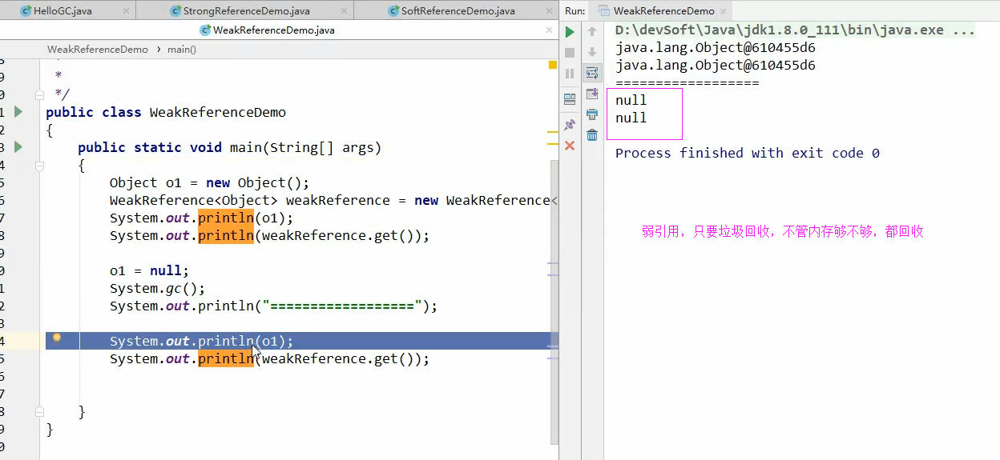 HelloGC.java
StrongReferenceDemo.java
SoftReferenceDemo.java
Run:
WeakReferenceDemo
WeakReferenceDemo.java
WeakReferenceDemo › main()
*
*/
public class WeakReferenceDemo
{
public static void main(String[] args)
{
Object o1 = new Object();
WeakReference<Object> weakReference = new WeakReference<
System.out.println(o1);
System.out.println(weakReference.get());
o1 = null;
System.gc();
System.out.println("==================");
System.out.println(o1);
System.out.println(weakReference.get());
}
}
D:\devSoft\Java\jdk1.8.0_111\bin\java.exe ...
java.lang.Object@610455d6
java.lang.Object@610455d6
==================
null
null
Process finished with exit code 0
弱引用，只要垃圾回收，不管内存够不够，都回收